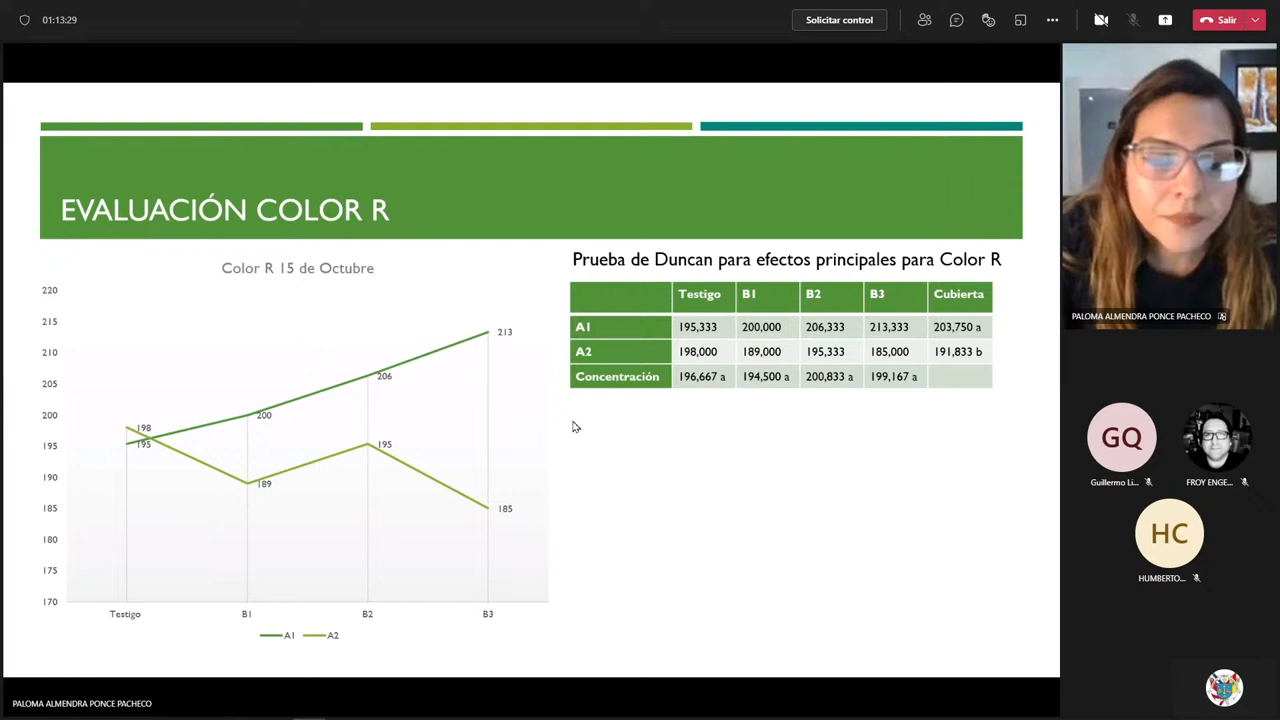 01:13:29
Solicitar control
Salir
EVALUACIÓN COLOR R
Color R 15 de Octubre
220
215
210
205
200
195
190
185
180
175
170
213
206
200
198
195
195
189
185
Testigo B1 B2 B3
A1 A2
Prueba de Duncan para efectos principales para Color R
Testigo B1 B2 B3 Cubierta
A1 195,333 200,000 206,333 213,333 203,750 a
A2 198,000 189,000 195,333 185,000 191,833 b
Concentración 196,667 a 194,500 a 200,833 a 199,167 a
PALOMA ALMENDRA PONCE PACHECO
GQ
Guillermo Li...
FROY ENGE...
HC
HUMBERTO...
PALOMA ALMENDRA PONCE PACHECO